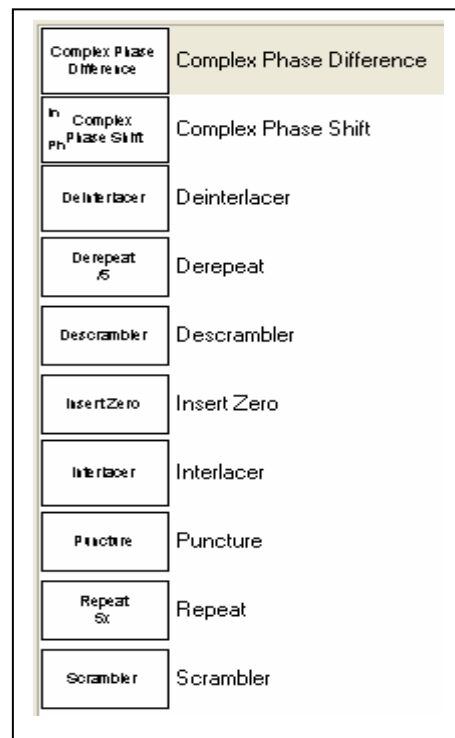 Complex Phase
Difference
Complex Phase Difference
In
Complex
Ph Phase Shift
Complex Phase Shift
Deinterlacer
Deinterlacer
Derepeat
/5
Derepeat
Descrambler
Descrambler
Insert Zero
Insert Zero
Interlacer
Interlacer
Puncture
Puncture
Repeat
5x
Repeat
Scrambler
Scrambler